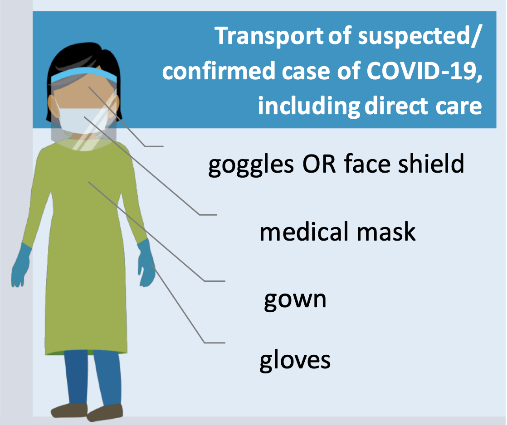 Transport of suspected/
confirmed case of COVID-19,
including direct care
goggles OR face shield
medical mask
gown
gloves